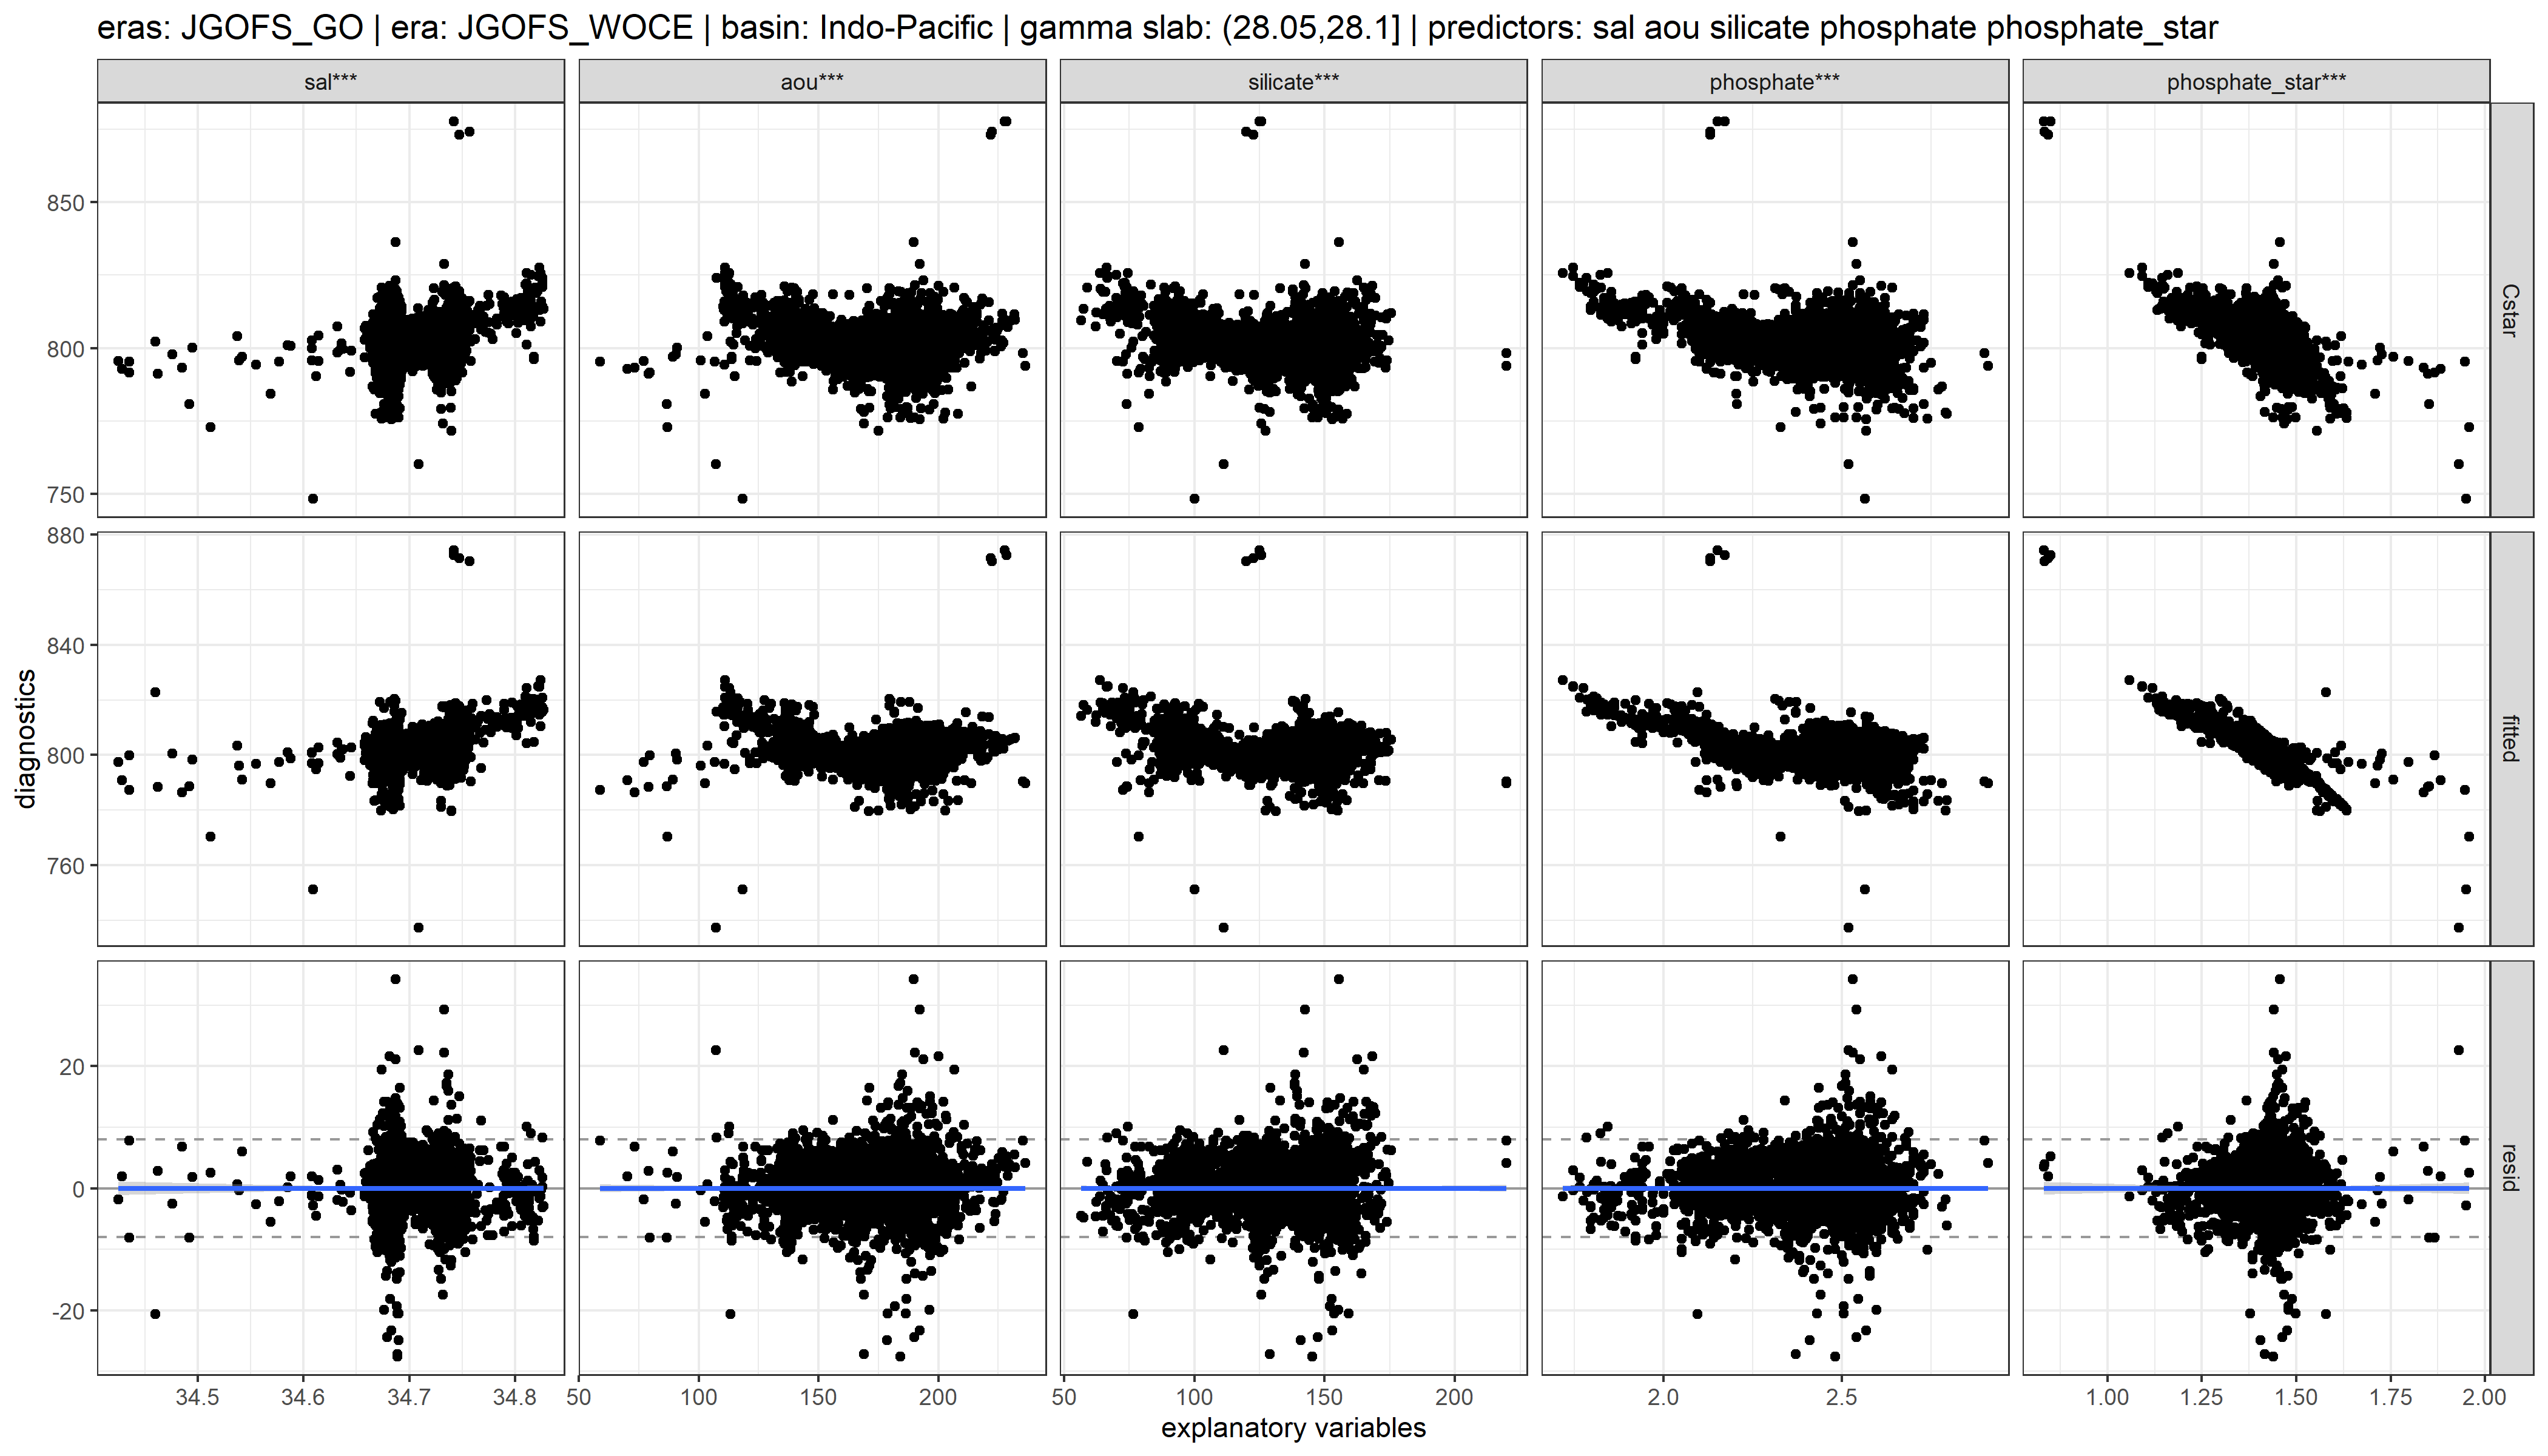 eras: JGOFS_GO | era: JGOFS_WOCE | basin: Indo-Pacific | gamma slab: (28.05,28.1] | predictors: sal aou silicate phosphate phosphate_star
sal*** aou*** silicate*** phosphate*** phosphate_star***
850
800
750
Cstar
880
840
800
760
fitted
diagnostics
20
0
-20
resid
34.5 34.6 34.7 34.8 50 100 150 200 50 100 150 200 2.0 2.5 1.00 1.25 1.50 1.75 2.00
explanatory variables